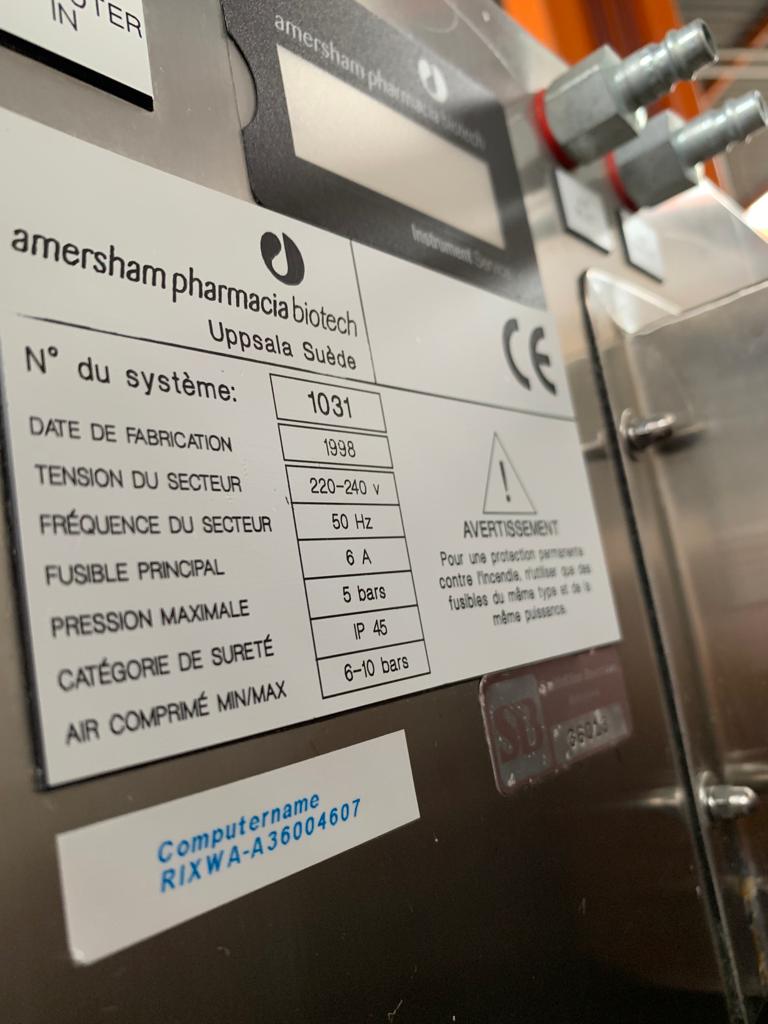 IN
amersham pharmacia biotech
Instrument Service
amersham pharmacia biotech
Uppsala Suède
CE
N° du système: 1031
DATE DE FABRICATION 1998
TENSION DU SECTEUR 220-240 v
FRÉQUENCE DU SECTEUR 50 Hz
FUSIBLE PRINCIPAL 6 A
PRESSION MAXIMALE 5 bars
CATÉGORIE DE SURETÉ IP 45
AIR COMPRIMÉ MIN/MAX 6-10 bars
!
AVERTISSEMENT
Pour une protection permanente
contre l'incendie, n'utiliser que des
fusibles du même type et de la
même puissance.
SB
Computername
RIXWA-A36004607